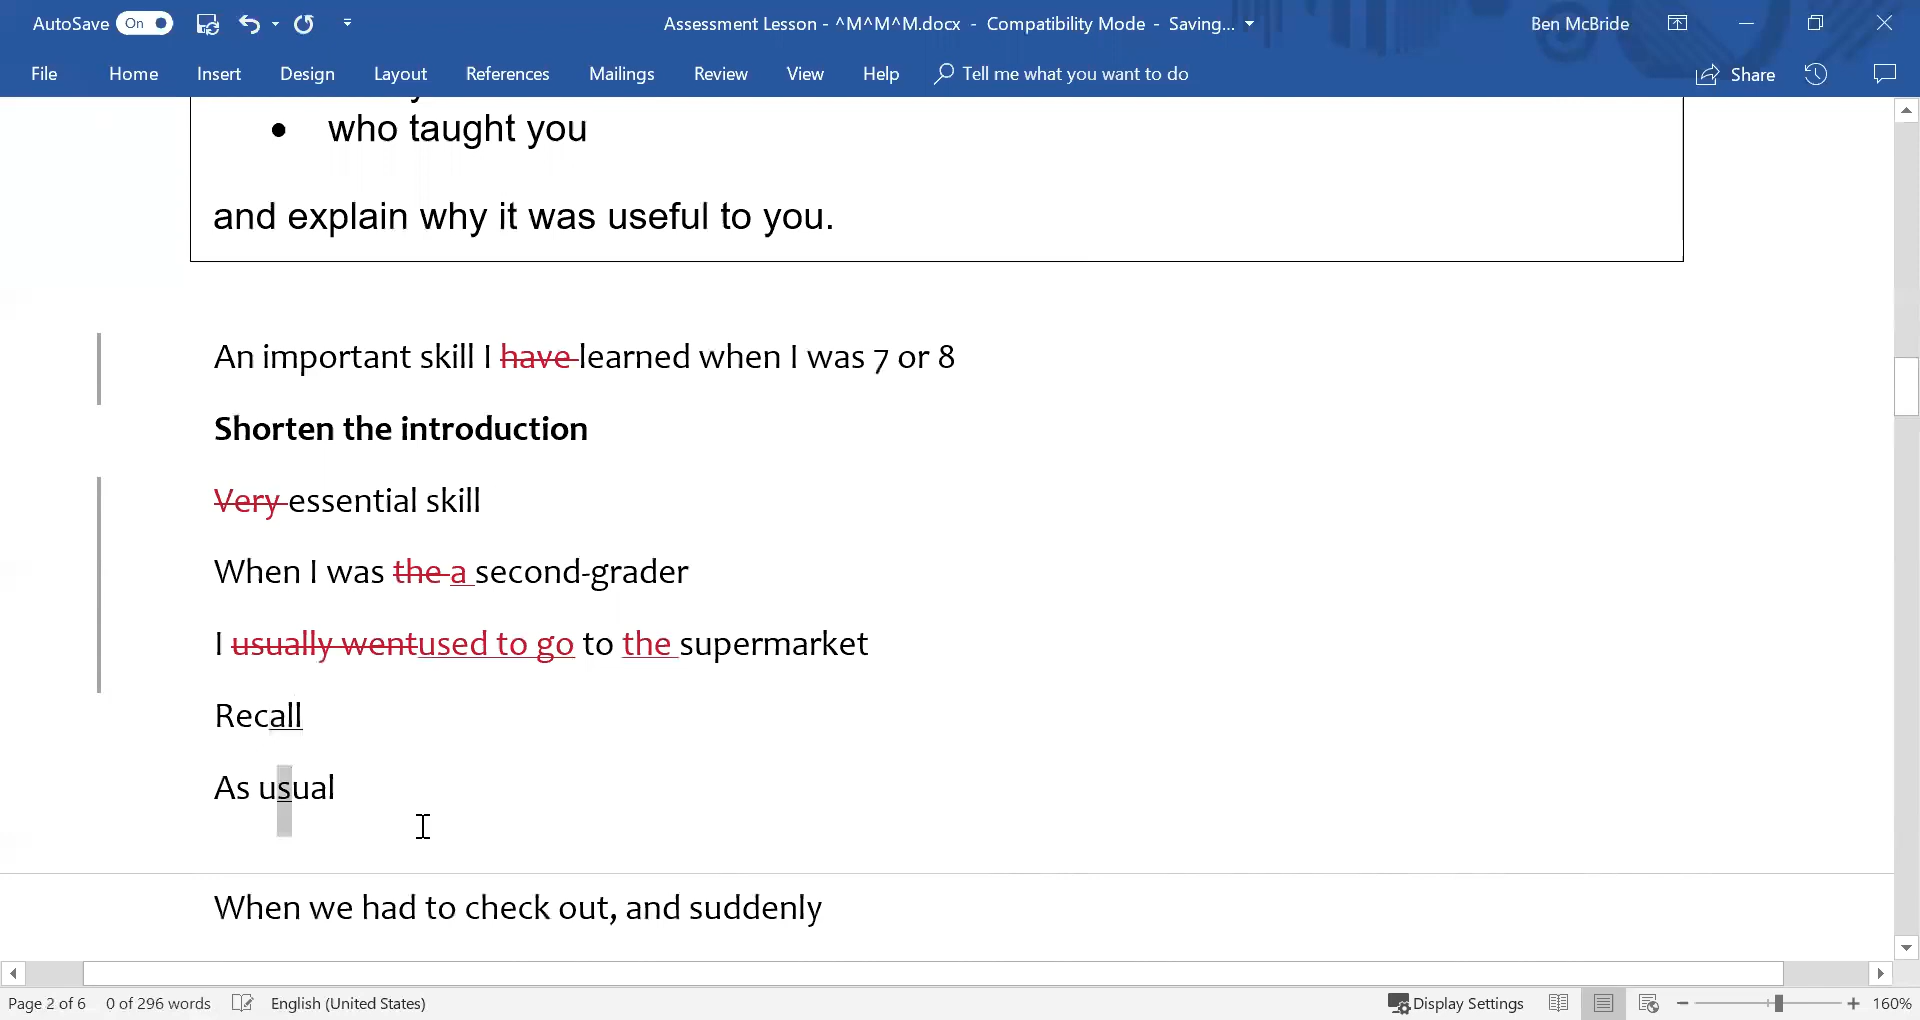 AutoSave On Assessment Lesson - ^M^M^M.docx - Compatibility Mode - Saving... Ben McBride
File Home Insert Design Layout References Mailings Review View Help Tell me what you want to do Share
• who taught you
and explain why it was useful to you.
An important skill I have learned when I was 7 or 8
Shorten the introduction
Very essential skill
When I was the a second-grader
I usually wentused to go to the supermarket
Recall
As usual
When we had to check out, and suddenly
Page 2 of 6 0 of 296 words English (United States) Display Settings 160%